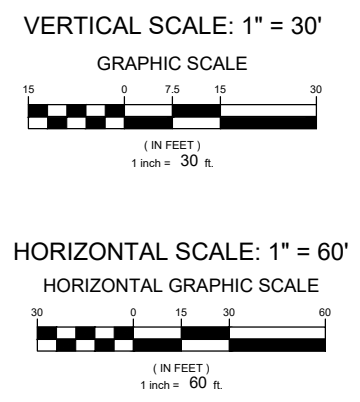 VERTICAL SCALE: 1" = 30'
GRAPHIC SCALE
15 0 7.5 15 30
( IN FEET )
1 inch = 30 ft.
HORIZONTAL SCALE: 1" = 60'
HORIZONTAL GRAPHIC SCALE
30 0 15 30 60
( IN FEET )
1 inch = 60 ft.